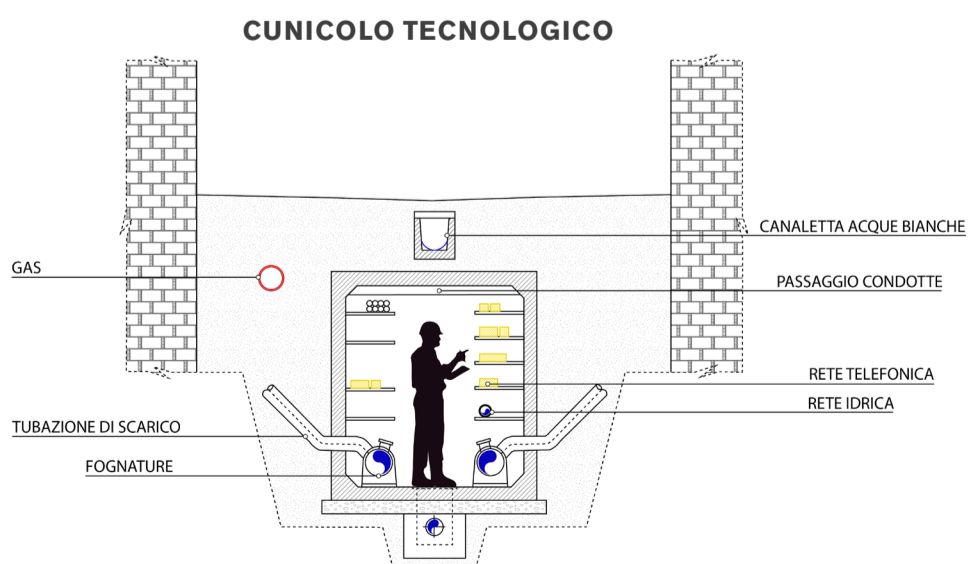 CUNICOLO TECNOLOGICO
CANALETTA ACQUE BIANCHE
GAS
PASSAGGIO CONDOTTE
RETE TELEFONICA
RETE IDRICA
TUBAZIONE DI SCARICO
FOGNATURE